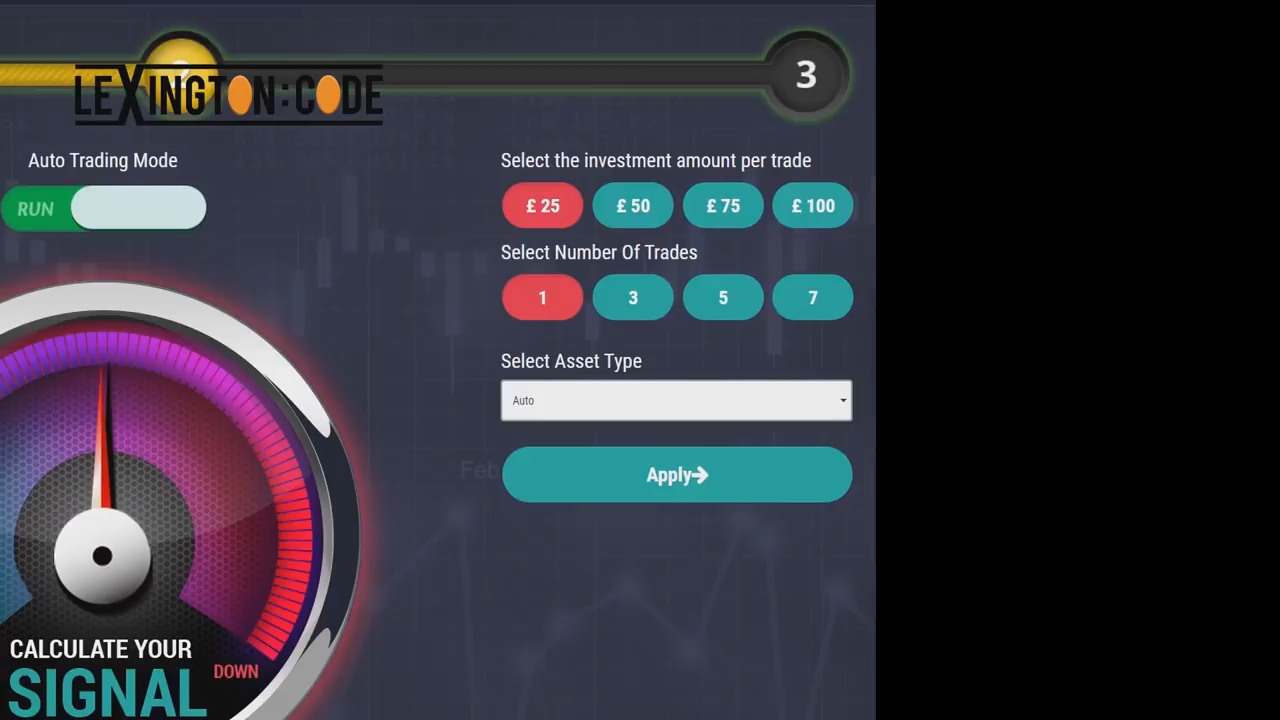 3
LEXINGTON:CODE
Auto Trading Mode
RUN
Select the investment amount per trade
£ 25 £ 50 £ 75 £ 100
Select Number Of Trades
1 3 5 7
Select Asset Type
Auto
Feb
Apply
CALCULATE YOUR
SIGNAL
DOWN